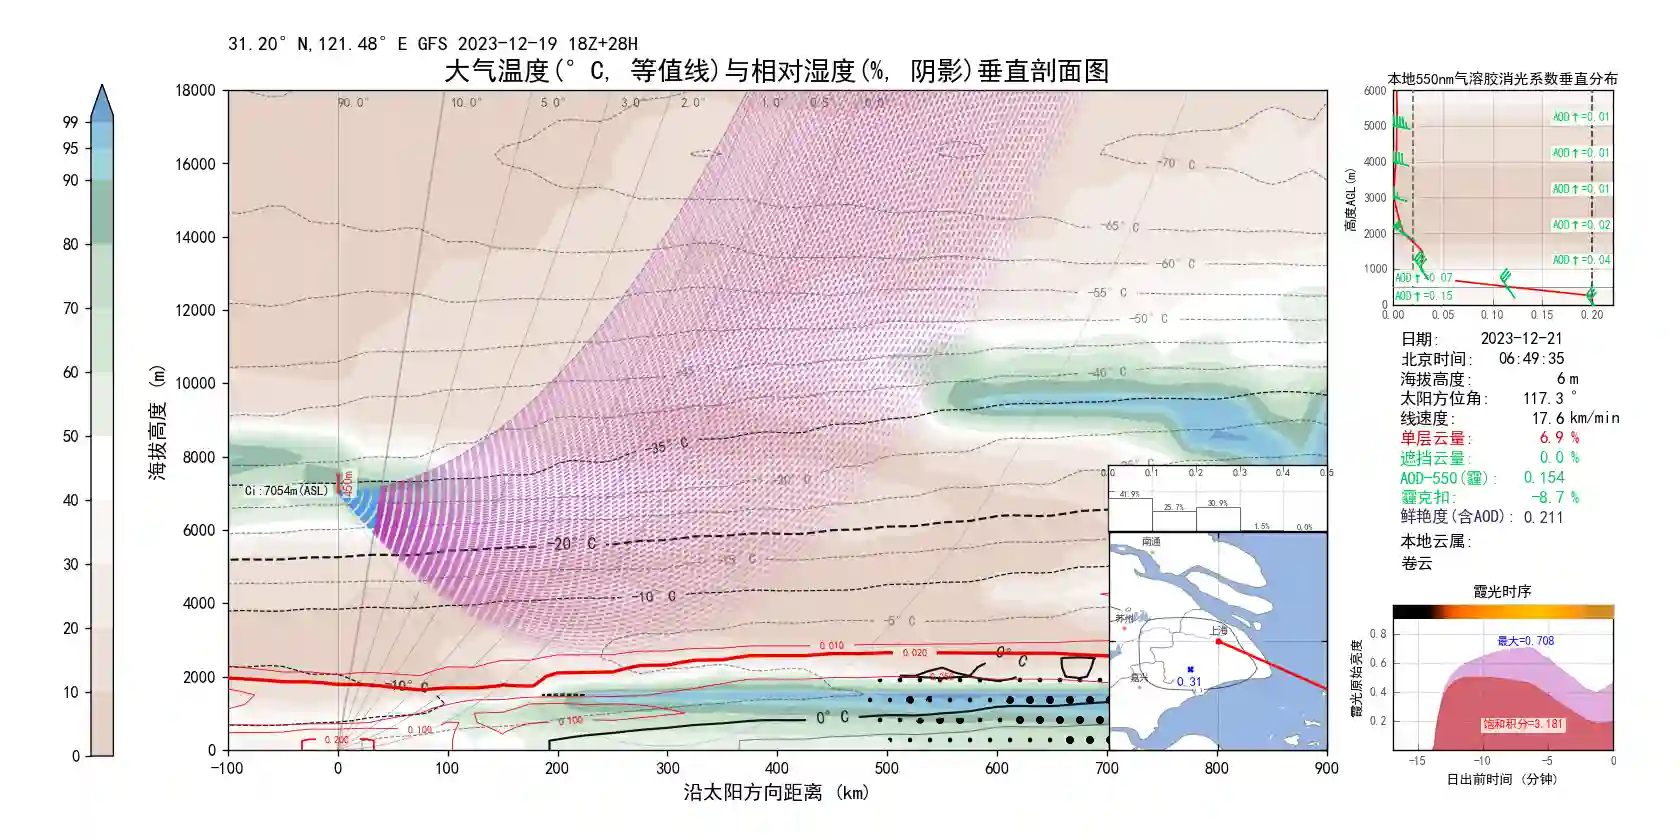 31.20° N,121.48° E GFS 2023-12-19 18Z+28H
大气温度(° C, 等值线)与相对湿度(%, 阴影)垂直剖面图
99
95
90
80
70
60
50
40
30
20
10
0
海拔高度 (m)
18000
16000
14000
12000
10000
8000
6000
4000
2000
0
90.0° 10.0° 5.0° 3.0° 2.0° 1.0° 0.5 0.0
-70° C
-65° C
-60° C
-55° C
-50° C
-40° C
-35° C
-20° C
-10° C
-5° C
0° C
-10° C
0° C
Ci:7054m(ASL)
450m
0.010
0.020
0.100
0.100
0.200
-100 0 100 200 300 400 500 600 700 800 900
沿太阳方向距离 (km)
0.0 0.1 0.2 0.3 0.4 0.5
41.9%
25.7%
30.9%
1.5%
0.0%
南通
苏州
上海
嘉兴
0.31
本地550nm气溶胶消光系数垂直分布
高度AGL(m)
6000
5000
4000
3000
2000
1000
0
AOD↑=0.01
AOD↑=0.01
AOD↑=0.01
AOD↑=0.02
AOD↑=0.04
AOD↑=0.07
AOD↑=0.15
0.00 0.05 0.10 0.15 0.20
日期: 2023-12-21
北京时间: 06:49:35
海拔高度: 6 m
太阳方位角: 117.3 °
线速度: 17.6 km/min
单层云量: 6.9 %
遮挡云量: 0.0 %
AOD-550(霾): 0.154
霾克扣: -8.7 %
鲜艳度(含AOD): 0.211
本地云属:
卷云
霞光时序
霞光原始亮度
0.8
0.6
0.4
0.2
最大=0.708
饱和积分=3.181
-15 -10 -5 0
日出前时间 (分钟)